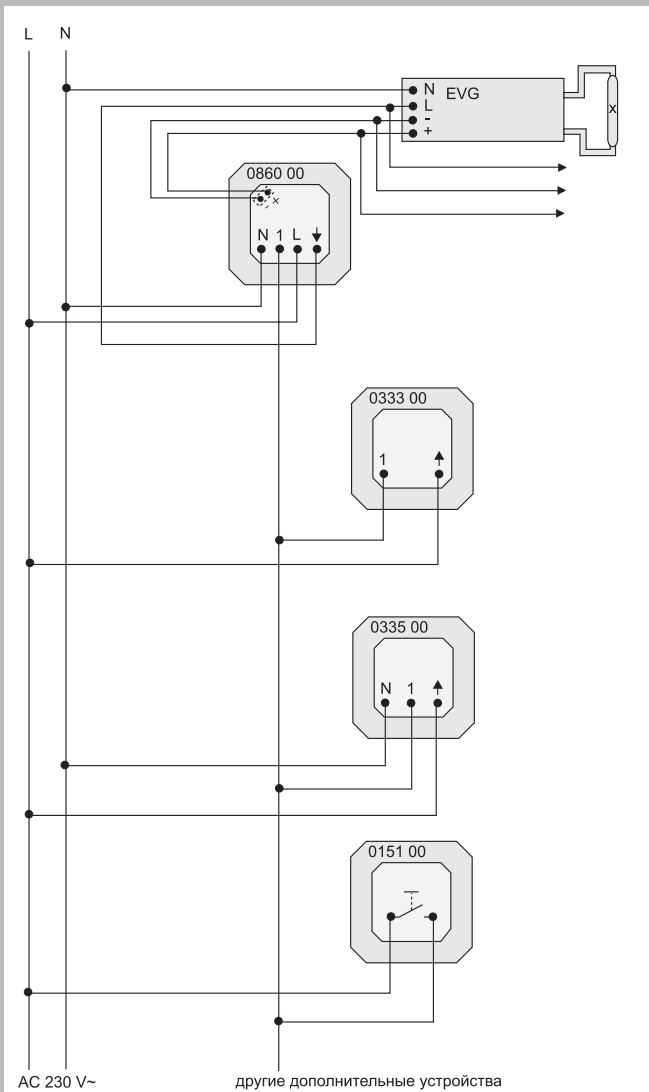 L N
N EVG
L
-
+
x
0860 00
x
N 1 L
0333 00
1
0335 00
N 1
0151 00
AC 230 V~
другие дополнительные устройства